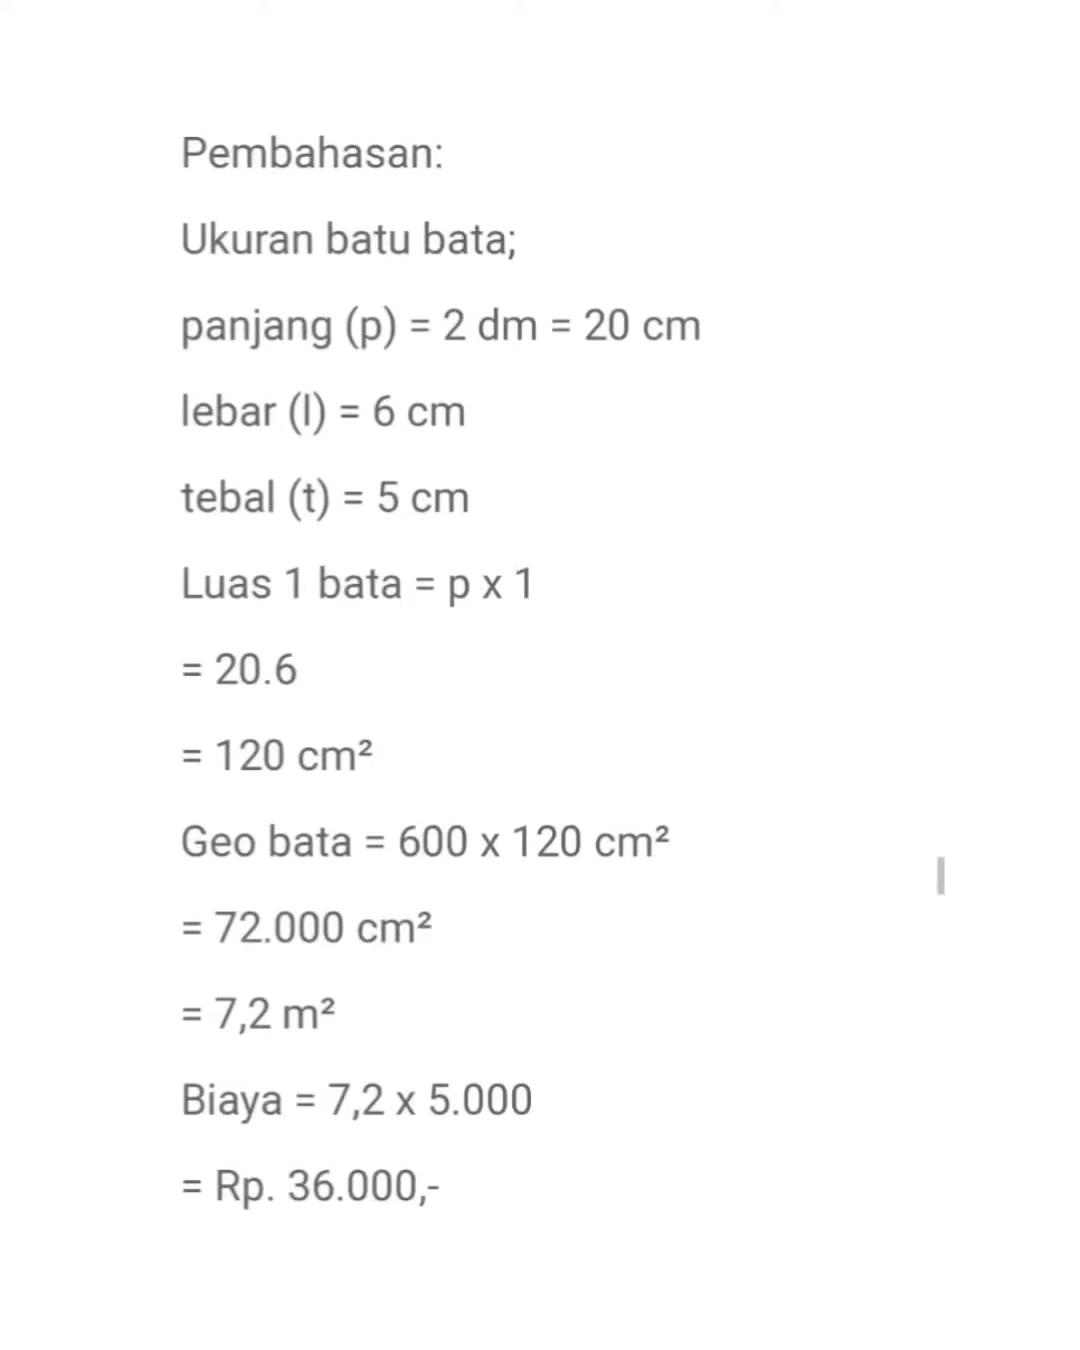 Pembahasan:
Ukuran batu bata;
panjang (p) = 2 dm = 20 cm
lebar (l) = 6 cm
tebal (t) = 5 cm
Luas 1 bata = p x 1
= 20.6
= 120 cm²
Geo bata = 600 x 120 cm²
= 72.000 cm²
= 7,2 m²
Biaya = 7,2 x 5.000
= Rp. 36.000,-